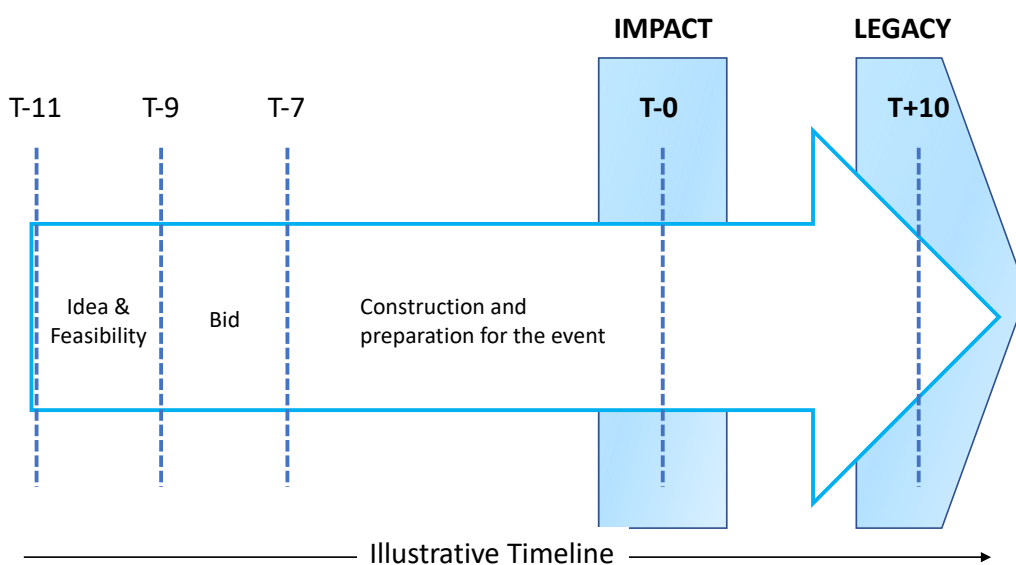 IMPACT
LEGACY
T-11
T-9
T-7
T-0
T+10
Idea &
Feasibility
Bid
Construction and
preparation for the event
Illustrative Timeline